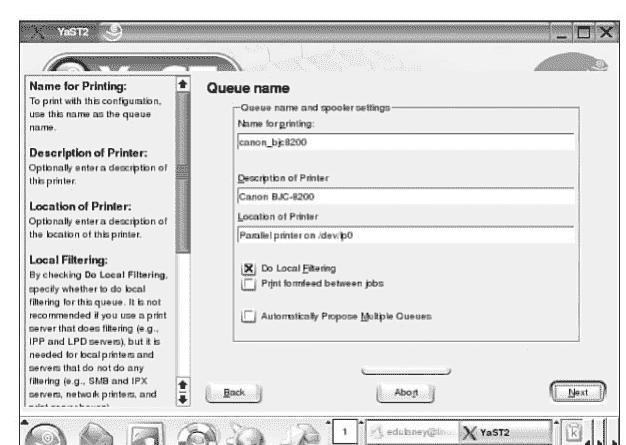 YaST2
Name for Printing:
To print with this configuration,
use this name as the queue
name.
Description of Printer:
Optionally enter a description of
this printer.
Location of Printer:
Optionally enter a description of
the location of this printer.
Local Filtering:
By checking Do Local Filtering,
specify whether to do local
filtering for this queue. It is not
recommended if you use a print
server that does filtering (e.g.,
IPP and LPD servers), but it is
needed for local printers and
servers that do not do any
filtering (e.g., SMB and IPX
servers, network printers, and
Queue name
Queue name and spooler settings
Name for printing:
canon_bjc8200
Description of Printer
Canon BJC-8200
Location of Printer
Parallel printer on /dev/lp0
Do Local Filtering
Print formfeed between jobs
Automatically Propose Multiple Queues
Back
Abort
Next
1
YaST2